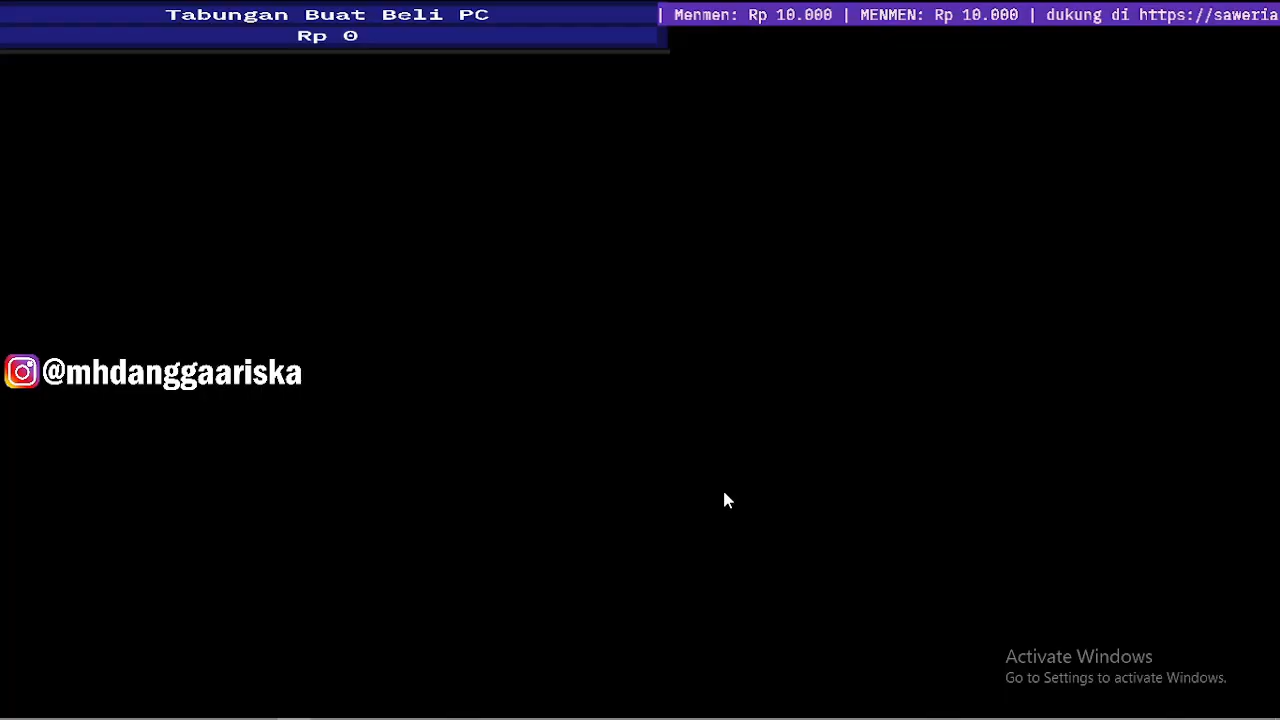 Tabungan Buat Beli PC
Rp 0
| Menmen: Rp 10.000 | MENMEN: Rp 10.000 | dukung di https://saweria
@mhdanggaariska
Activate Windows
Go to Settings to activate Windows.